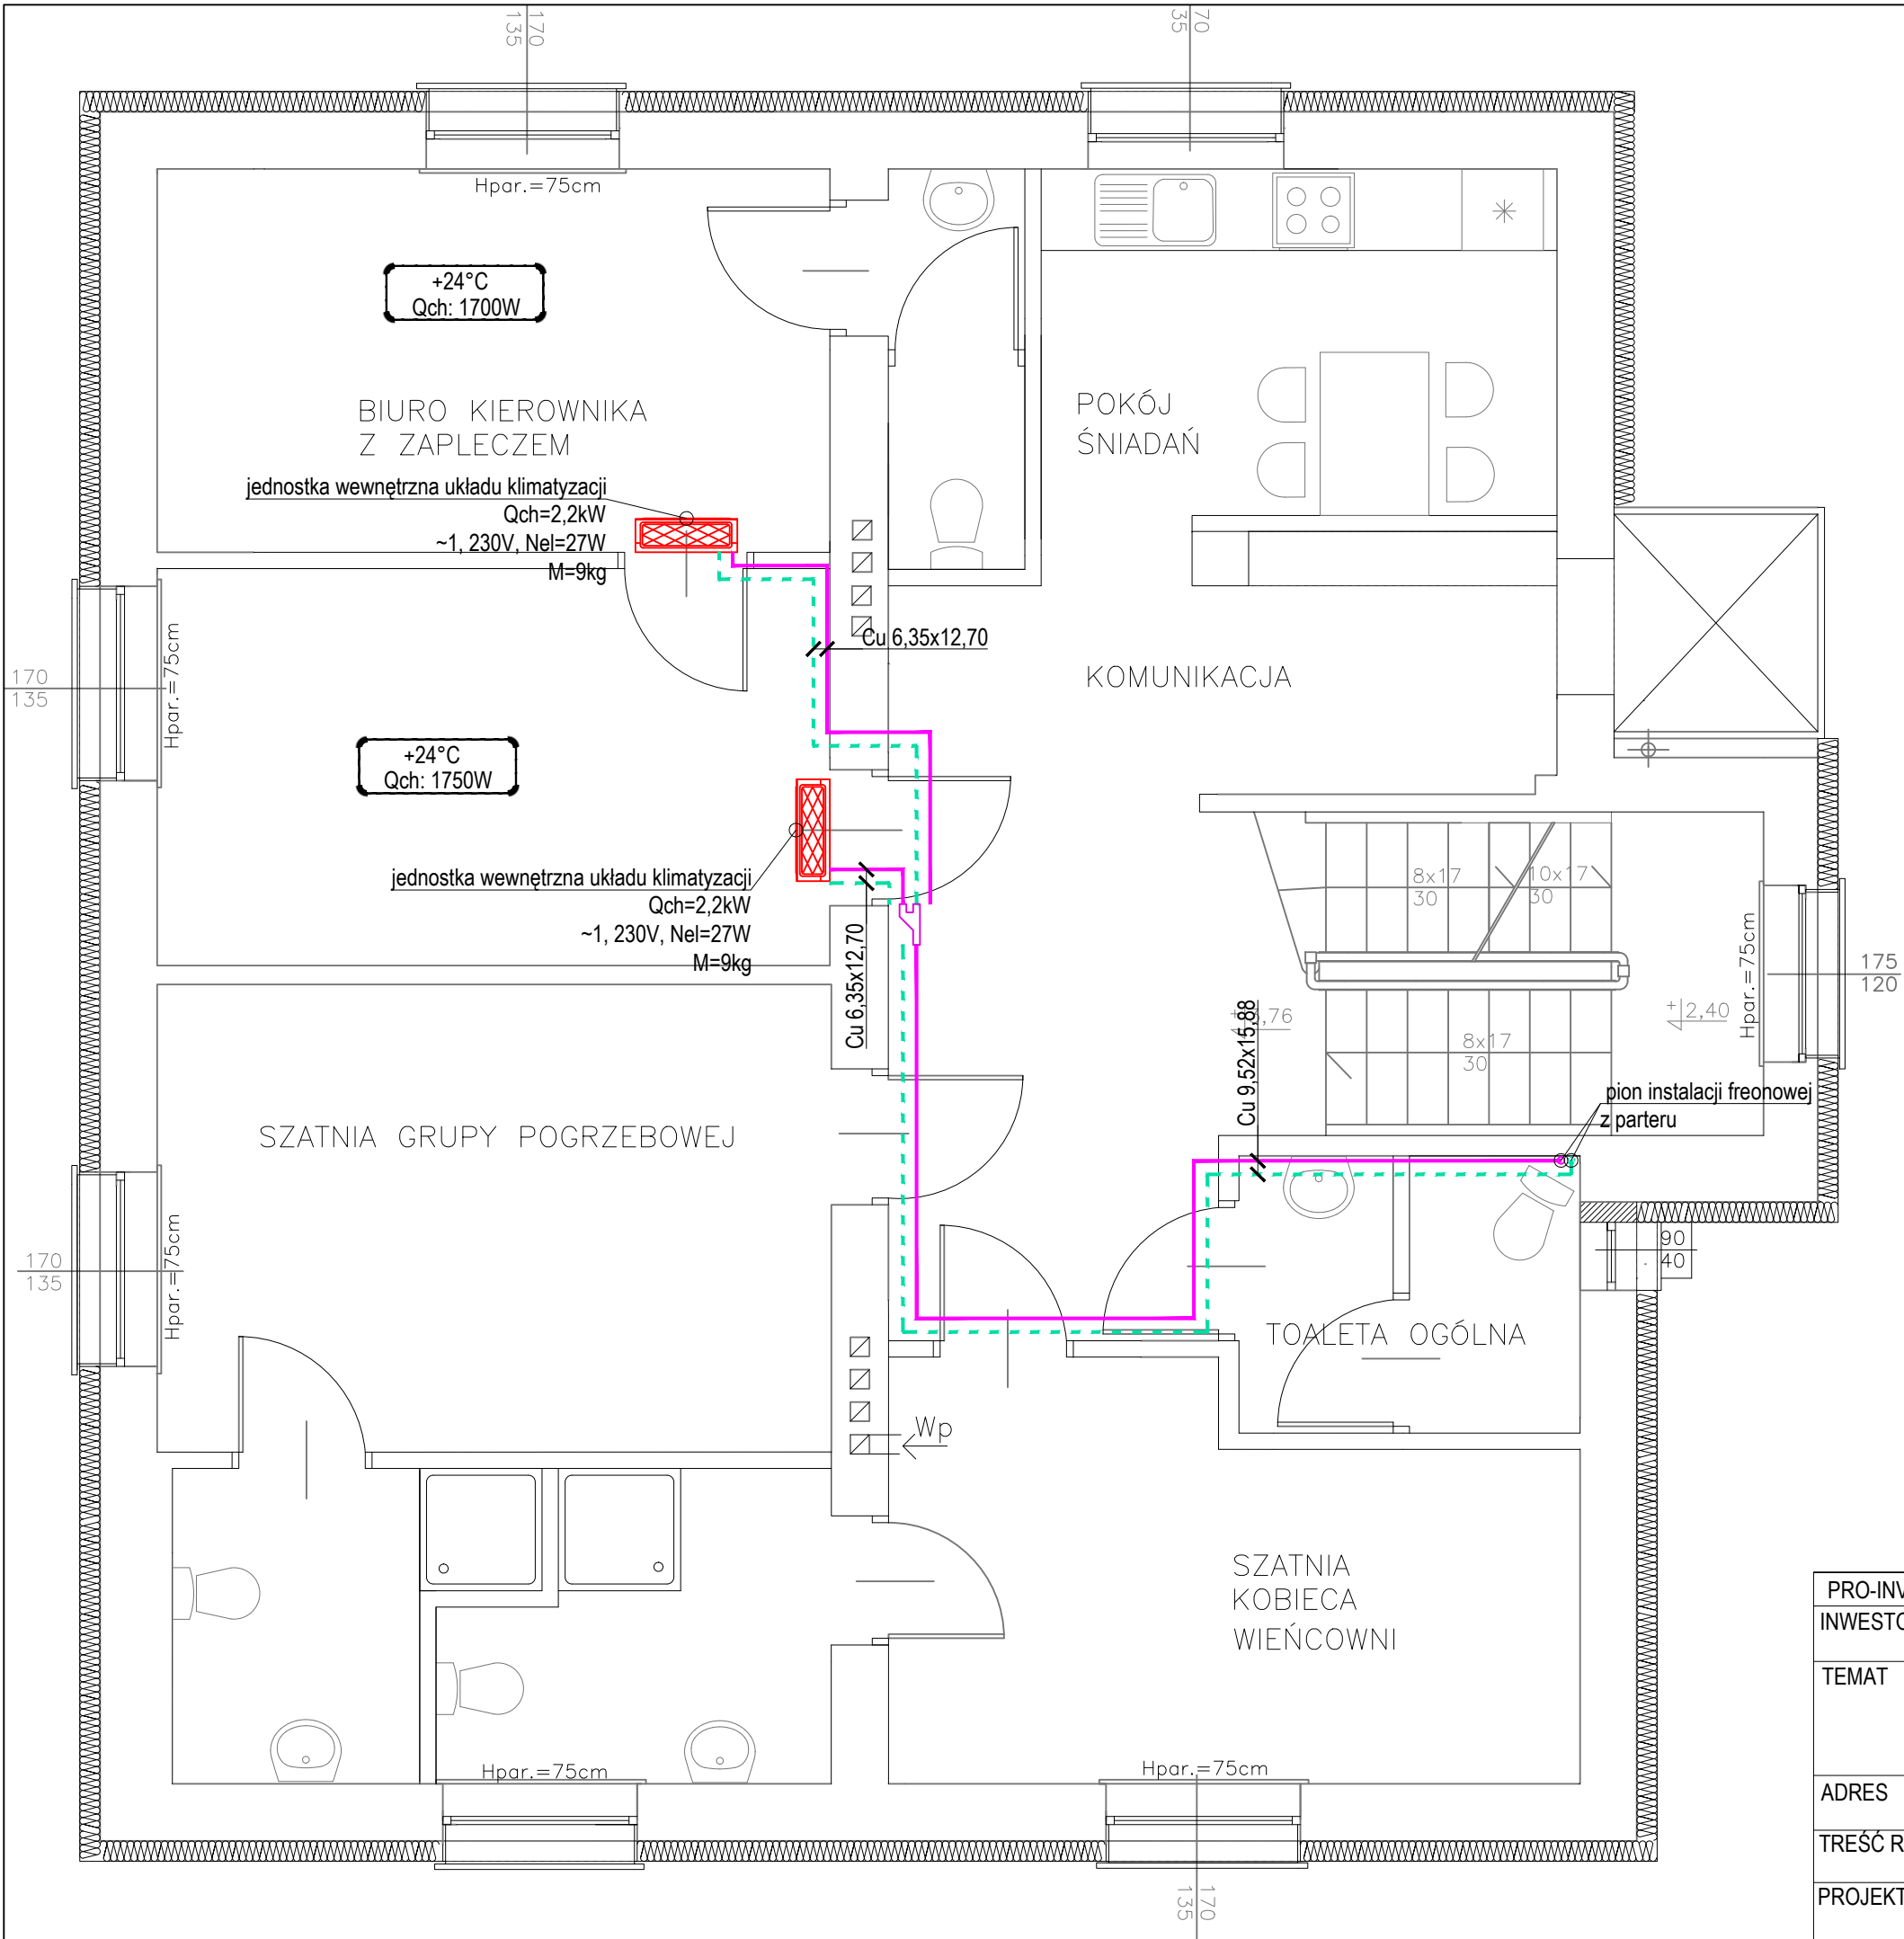 170
135
70
35
Hpar.=75cm
+24°C
Qch: 1700W
BIURO KIEROWNIKA
Z ZAPLECZEM
POKÓJ
ŚNIADAŃ
jednostka wewnętrzna układu klimatyzacji
Qch=2,2kW
~1, 230V, Nel=27W
M=9kg
Cu 6,35x12,70
KOMUNIKACJA
170
135
Hpar.=75cm
+24°C
Qch: 1750W
jednostka wewnętrzna układu klimatyzacji
Qch=2,2kW
~1, 230V, Nel=27W
M=9kg
Cu 6,35x12,70
8x17
30
10x17
30
Hpar.=75cm
175
120
Cu 9,52x15,88
+2,40
8x17
30
pion instalacji freonowej
z parteru
SZATNIA GRUPY POGRZEBOWEJ
170
135
Hpar.=75cm
90
40
TOALETA OGÓLNA
Wp
SZATNIA
KOBIECA
WIEŃCOWNI
Hpar.=75cm
Hpar.=75cm
170
135
PRO-INV
INWESTO
TEMAT
ADRES
TREŚĆ R
PROJEKT